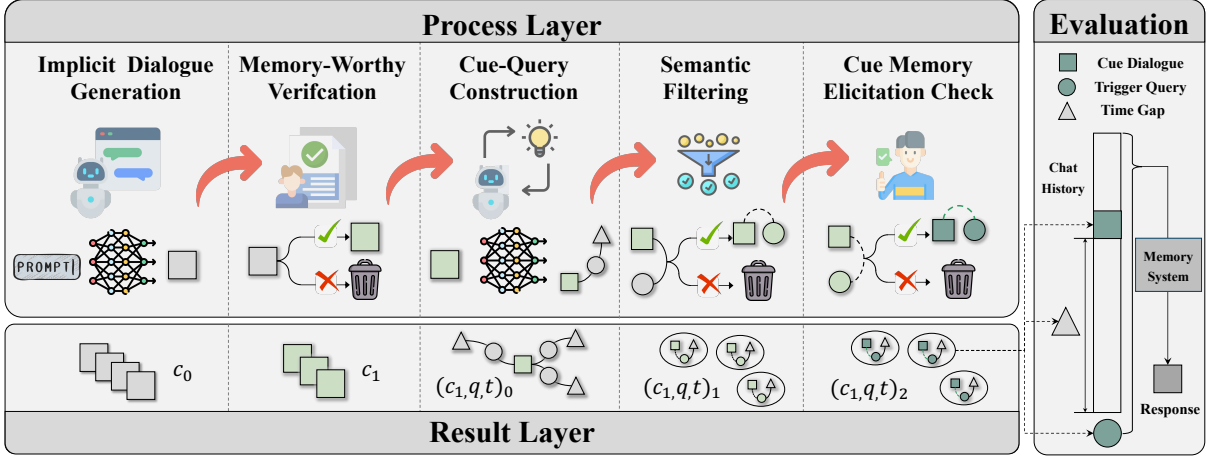 Process Layer
Implicit Dialogue
Generation
Memory-Worthy
Verifcation
Cue-Query
Construction
Semantic
Filtering
Cue Memory
Elicitation Check
PROMPT
c₀
c₁
(c₁,q,t)₀
(c₁,q,t)₁
(c₁,q,t)₂
Result Layer
Evaluation
Cue Dialogue
Trigger Query
Time Gap
Chat
History
Memory
System
Response